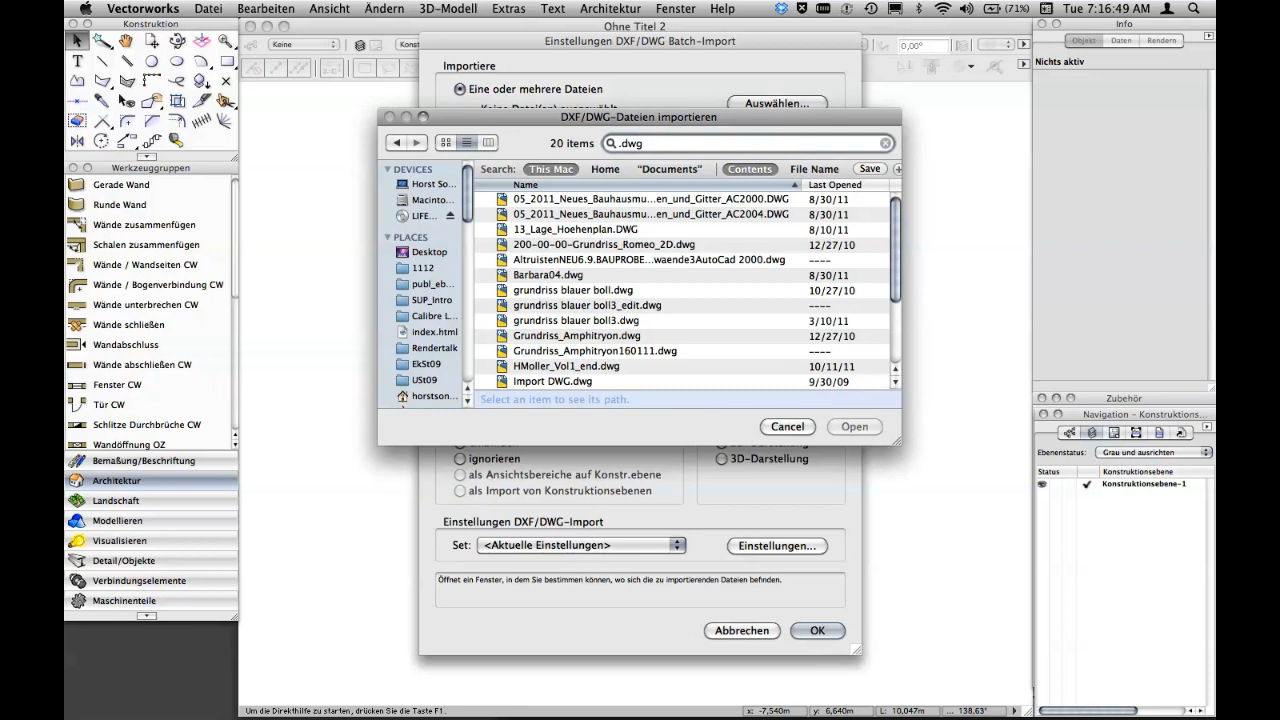 Vectorworks Datei Bearbeiten Ansicht Ändern 3D-Modell Extras Text Architektur Fenster Help (71%) Tue 7:16:49 AM
Konstruktion
Werkzeuggruppen
Gerade Wand
Runde Wand
Wände zusammenfügen
Schalen zusammenfügen
Wände / Wandseiten CW
Wände / Bogenverbindung CW
Wände unterbrechen CW
Wände schließen
Wandabschluss
Wände abschließen CW
Fenster CW
Tür CW
Schlitze Durchbrüche CW
Wandöffnung OZ
Bemaßung/Beschriftung
Architektur
Landschaft
Modellieren
Visualisieren
Detail/Objekte
Verbindungselemente
Maschinenteile
Ohne Titel 2
Keine
Konst
0,00°
Einstellungen DXF/DWG Batch-Import
Importiere
Eine oder mehrere Dateien
Auswählen...
DXF/DWG-Dateien importieren
20 items .dwg
Search: This Mac Home "Documents" Contents File Name Save
DEVICES
Horst So...
Macinto...
LIFE...
PLACES
Desktop
1112
publ_eb...
SUP_Intro
Calibre L...
index.html
Rendertalk
EkSt09
USt09
horstson...
Name Last Opened
05_2011_Neues_Bauhausmu...en_und_Gitter_AC2000.DWG 8/30/11
05_2011_Neues_Bauhausmu...en_und_Gitter_AC2004.DWG 8/30/11
13_Lage_Hoehenplan.DWG 8/10/11
200-00-00-Grundriss_Romeo_2D.dwg 12/27/10
AltruistenNEU6.9.BAUPROBE...waende3AutoCad 2000.dwg ----
Barbara04.dwg 8/30/11
grundriss blauer boll.dwg 10/27/10
grundriss blauer boll3_edit.dwg ----
grundriss blauer boll3.dwg 3/10/11
Grundriss_Amphitryon.dwg 12/27/10
Grundriss_Amphitryon160111.dwg ----
HMoller_Vol1_end.dwg 10/11/11
Import DWG.dwg 9/30/09
Select an item to see its path.
Cancel Open
ignorieren
als Ansichtsbereiche auf Konstr.ebene
als Import von Konstruktionsebenen
3D-Darstellung
Einstellungen DXF/DWG-Import
Set: <Aktuelle Einstellungen> Einstellungen...
Öffnet ein Fenster, in dem Sie bestimmen können, wo sich die zu importierenden Dateien befinden.
Abbrechen OK
Info
Objekt Daten Rendern
Nichts aktiv
Zubehör
Navigation - Konstruktions...
Ebenenstatus: Grau und ausrichten
Status Konstruktionsebene
Konstruktionsebene-1
Um die Direkthilfe zu starten, drücken Sie die Taste F1. x: -7,540m y: 6,640m L: 10,047m ... 138,63°